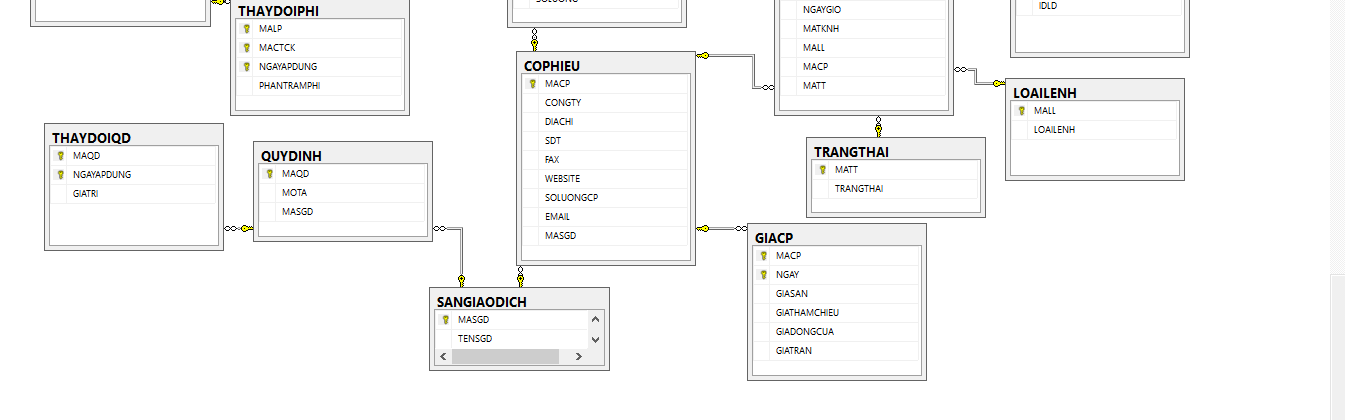 THAYDOIPHI
MALP
MACTCK
NGAYAPDUNG
PHANTRAMPHI
NGAYGIO
MATKNH
MALL
MACP
MATT
IDLD
COPHIEU
MACP
CONGTY
DIACHI
SDT
FAX
WEBSITE
SOLUONGCP
EMAIL
MASGD
LOAILENH
MALL
LOAILENH
THAYDOIQD
MAQD
NGAYAPDUNG
GIATRI
QUYDINH
MAQD
MOTA
MASGD
TRANGTHAI
MATT
TRANGTHAI
GIACP
MACP
NGAY
GIASAN
GIATHAMCHIEU
GIADONGCUA
GIATRAN
SANGIAODICH
MASGD
TENSGD